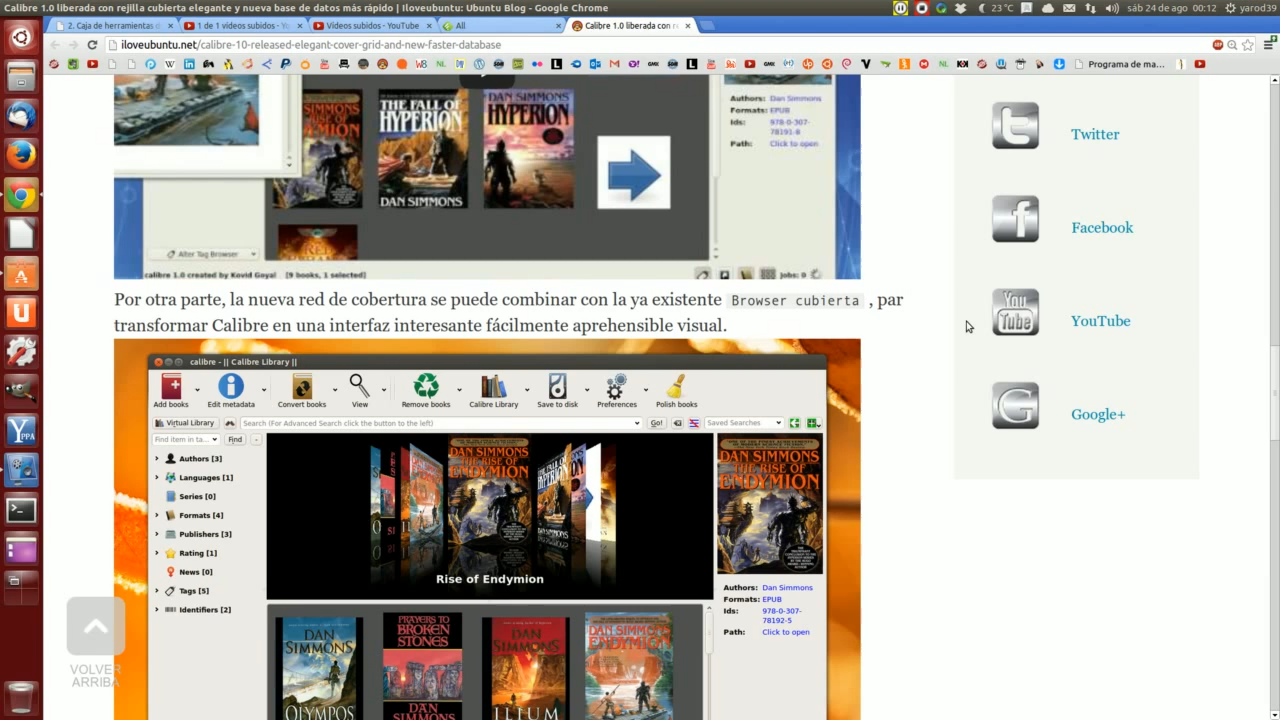 Calibre 1.0 liberada con rejilla cubierta elegante y nueva base de datos más rápido | Iloveubuntu: Ubuntu Blog - Google Chrome
23 °C
sáb 24 de ago 00:12
yarod39
2. Caja de herramientas d
1 de 1 vídeos subidos - Yo
Vídeos subidos - YouTube
All
Calibre 1.0 liberada con re
iloveubuntu.net/calibre-10-released-elegant-cover-grid-and-new-faster-database
Programa de ma...
THE FALL OF HYPERION
DAN SIMMONS
DAN SIMMONS
HYPERION
Authors: Dan Simmons
Formats: EPUB
Ids: 978-0-307-78191-8
Path: Click to open
Alter Tag Browser
calibre 1.0 created by Kovid Goyal [9 books, 1 selected]
Jobs: 0
Por otra parte, la nueva red de cobertura se puede combinar con la ya existente Browser cubierta , par
transformar Calibre en una interfaz interesante fácilmente aprehensible visual.
calibre - || Calibre Library ||
Add books
Edit metadata
Convert books
View
Remove books
Calibre Library
Save to disk
Preferences
Polish books
Virtual Library
Search (For Advanced Search click the button to the left)
Go!
Saved Searches
Find item in ta...
Find
Authors [3]
Languages [1]
Series [0]
Formats [4]
Publishers [3]
Rating [1]
News [0]
Tags [5]
Identifiers [2]
DAN SIMMONS
THE RISE OF
ENDYMION
Rise of Endymion
DAN SIMMONS
THE RISE OF
ENDYMION
Authors: Dan Simmons
Formats: EPUB
Ids: 978-0-307-
78192-5
Path: Click to open
DAN
SIMMONS
OLYMPOS
PRAYERS TO
BROKEN
STONES
DAN
SIMMONS
DAN
SIMMONS
ILIUM
DAN SIMMONS
ENDYMION
VOLVER
ARRIBA
Twitter
Facebook
You
Tube
YouTube
Google+